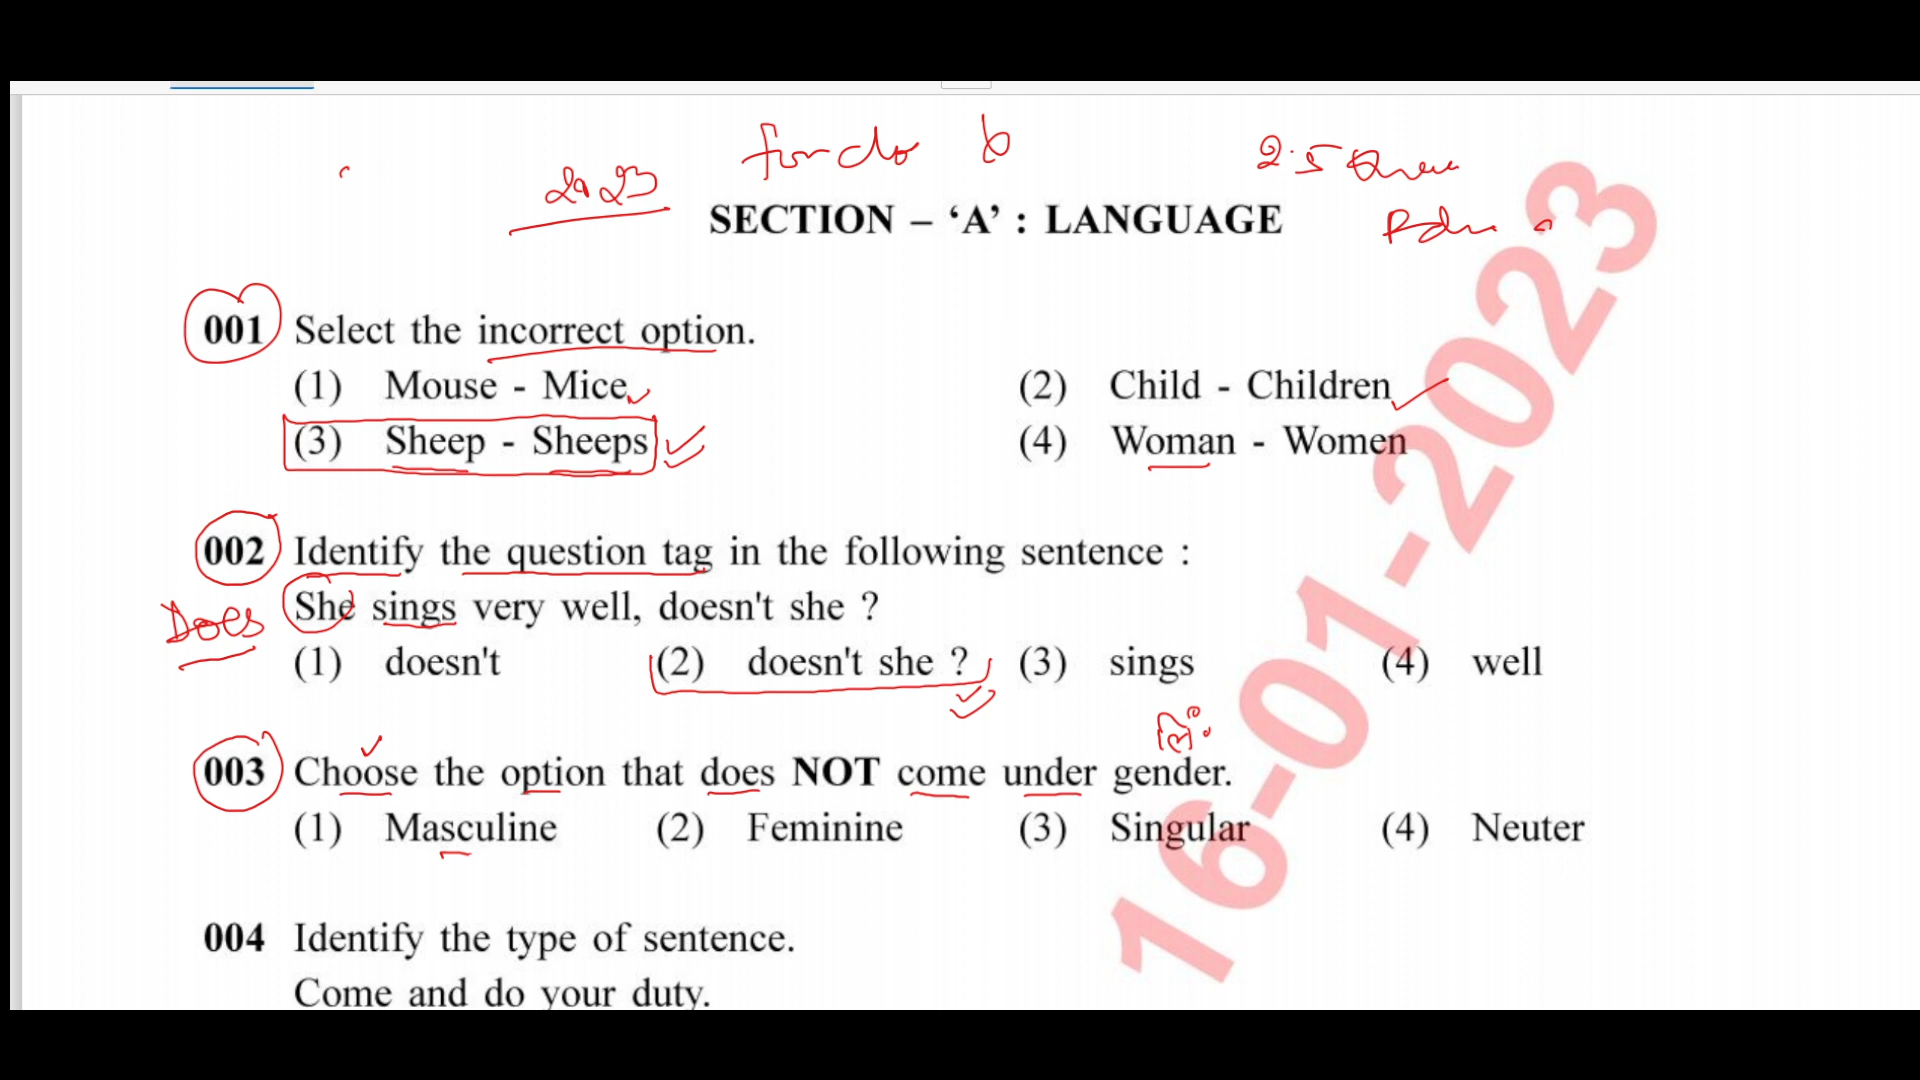 2023
SECTION – ‘A’ : LANGUAGE
001 Select the incorrect option.
(1) Mouse - Mice (2) Child - Children
(3) Sheep - Sheeps (4) Woman - Women
002 Identify the question tag in the following sentence :
She sings very well, doesn't she ?
Does
(1) doesn't (2) doesn't she ? (3) sings (4) well
003 Choose the option that does NOT come under gender.
(1) Masculine (2) Feminine (3) Singular (4) Neuter
004 Identify the type of sentence.
Come and do your duty.
16-01-2023